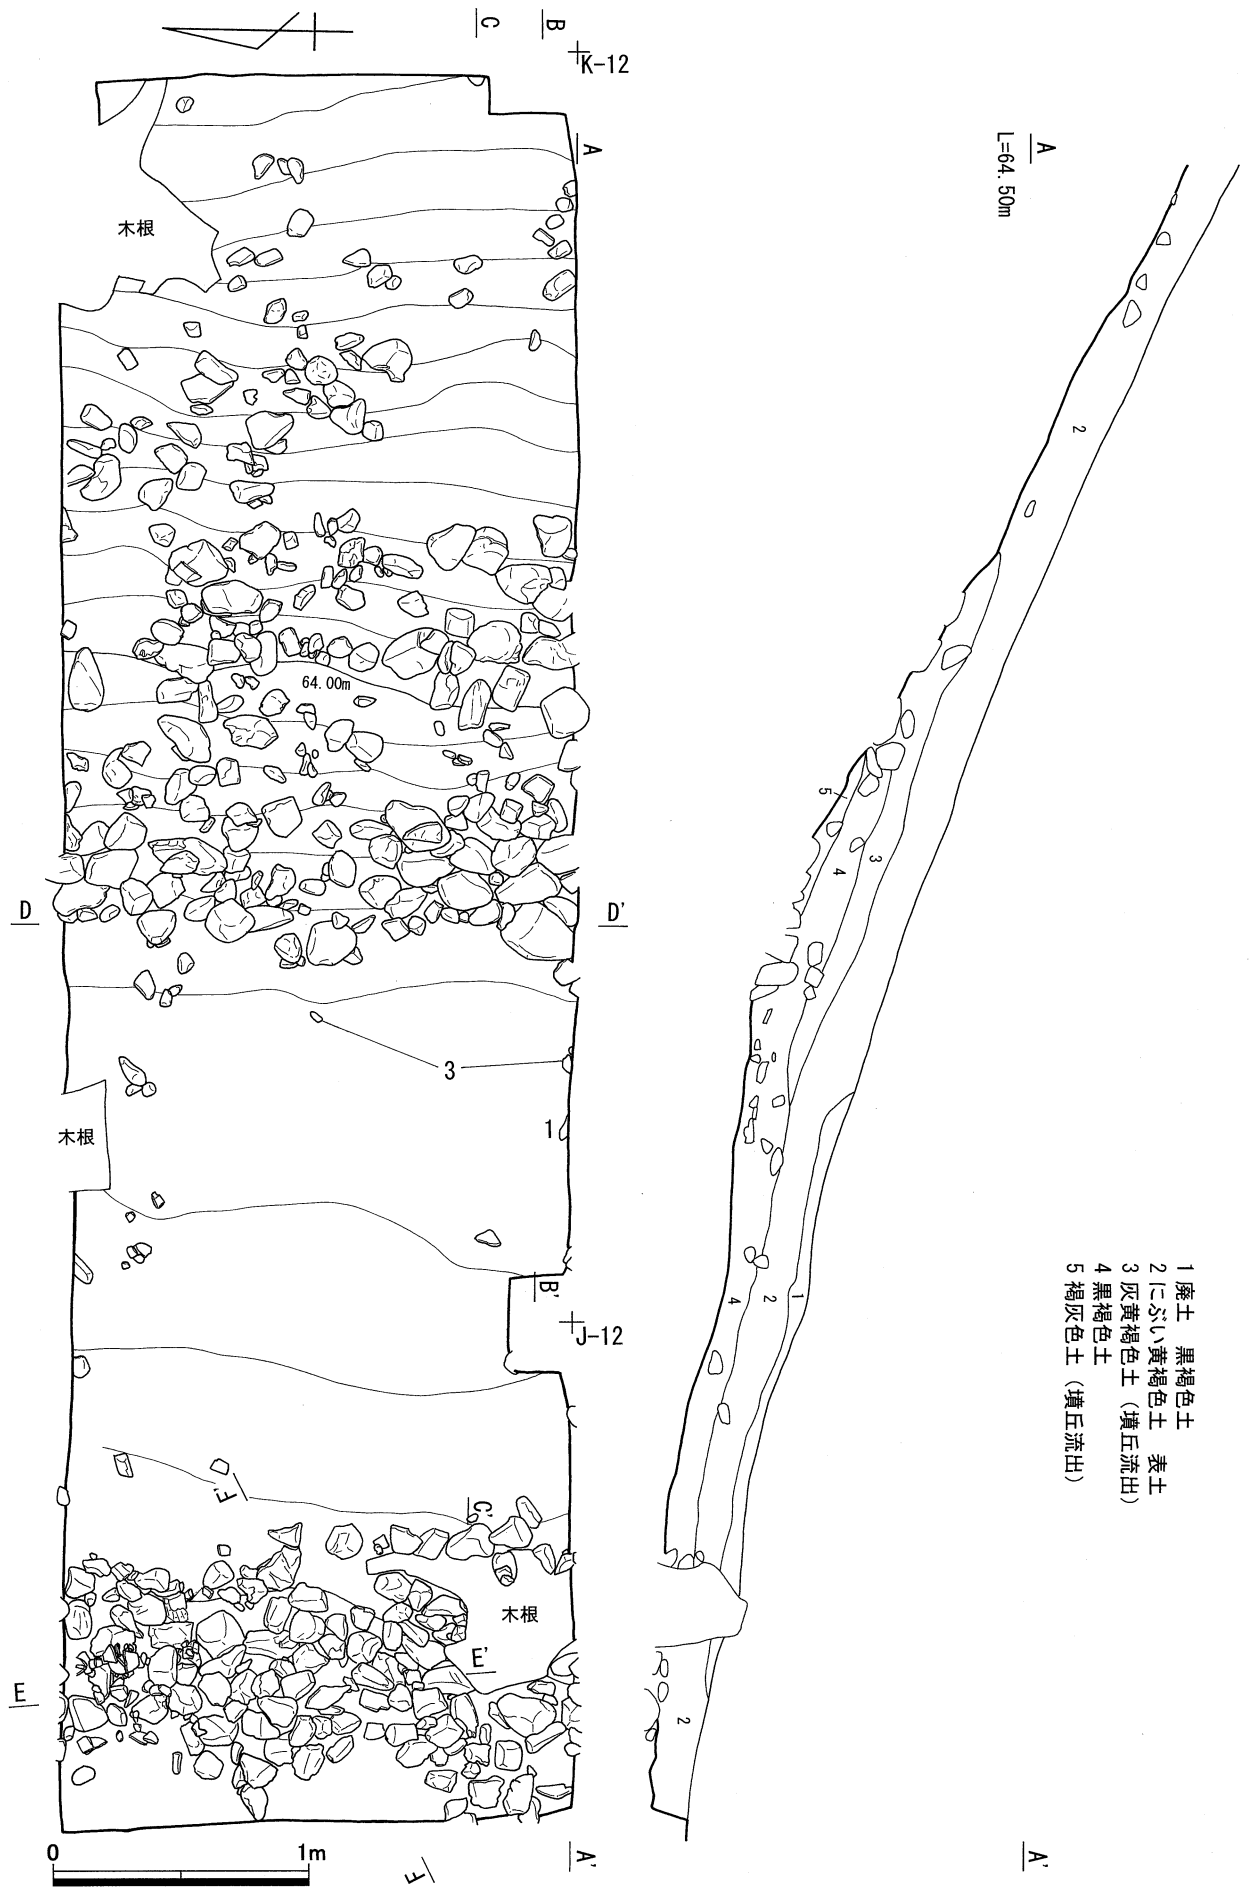 C
B
K-12
A
A
L=64.50m
木根
2
64.00m
5
3
4
D
D'
3
木根
1
1 廃土 黒褐色土
2 にぶい黄褐色土 表土
3 灰黄褐色土(墳丘流出)
4 黒褐色土
5 褐灰色土(墳丘流出)
B'
J-12
4
2
1
F'
C'
木根
E'
E
2
0
1m
F
A'
A'